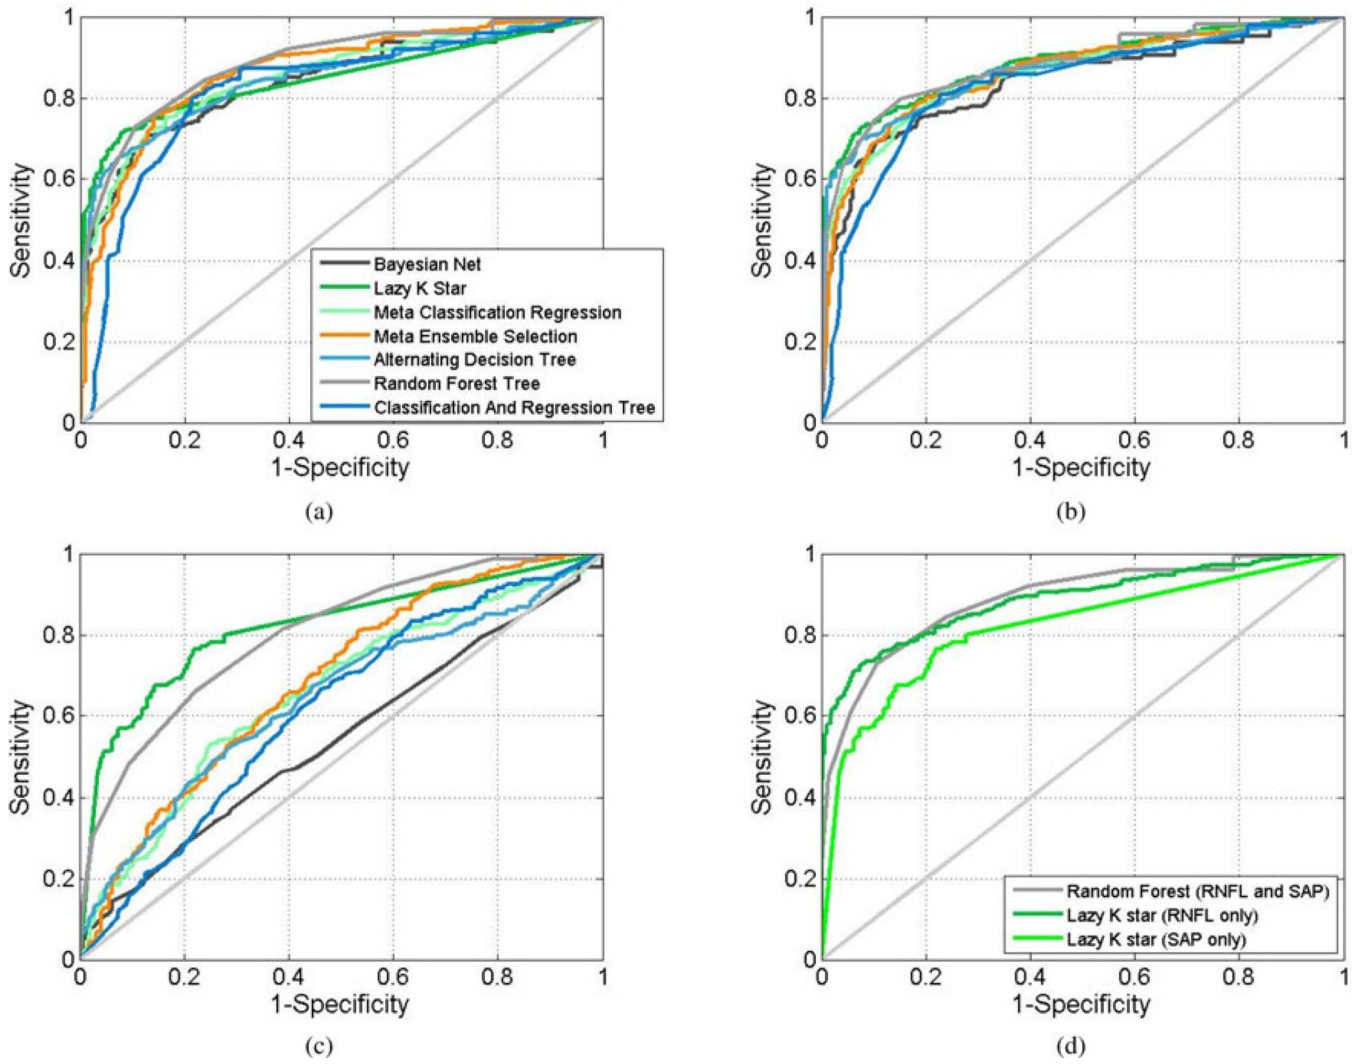 1
0.8
0.6
0.4
0.2
0
Sensitivity
0 0.2 0.4 0.6 0.8 1
1-Specificity
Bayesian Net
Lazy K Star
Meta Classification Regression
Meta Ensemble Selection
Alternating Decision Tree
Random Forest Tree
Classification And Regression Tree
(a)
1
0.8
0.6
0.4
0.2
0
Sensitivity
0 0.2 0.4 0.6 0.8 1
1-Specificity
(b)
1
0.8
0.6
0.4
0.2
0
Sensitivity
0 0.2 0.4 0.6 0.8 1
1-Specificity
(c)
1
0.8
0.6
0.4
0.2
0
Sensitivity
Random Forest (RNFL and SAP)
Lazy K star (RNFL only)
Lazy K star (SAP only)
0 0.2 0.4 0.6 0.8 1
1-Specificity
(d)